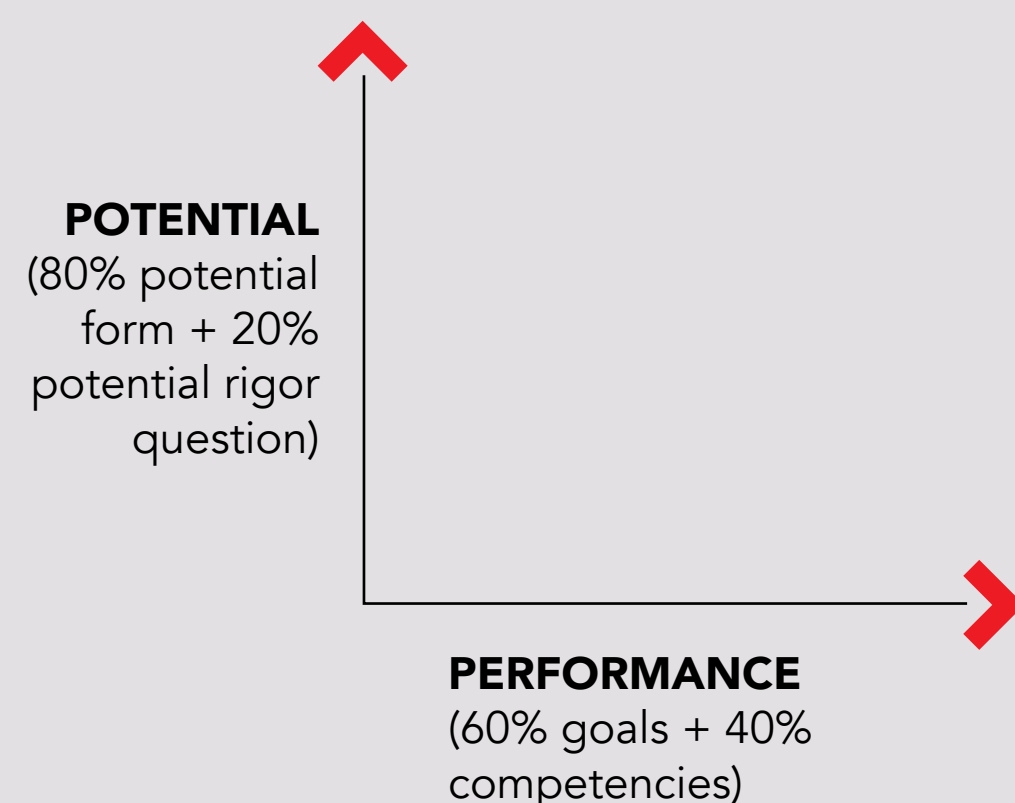 POTENTIAL
(80% potential
form + 20%
potential rigor
question)
PERFORMANCE
(60% goals + 40%
competencies)